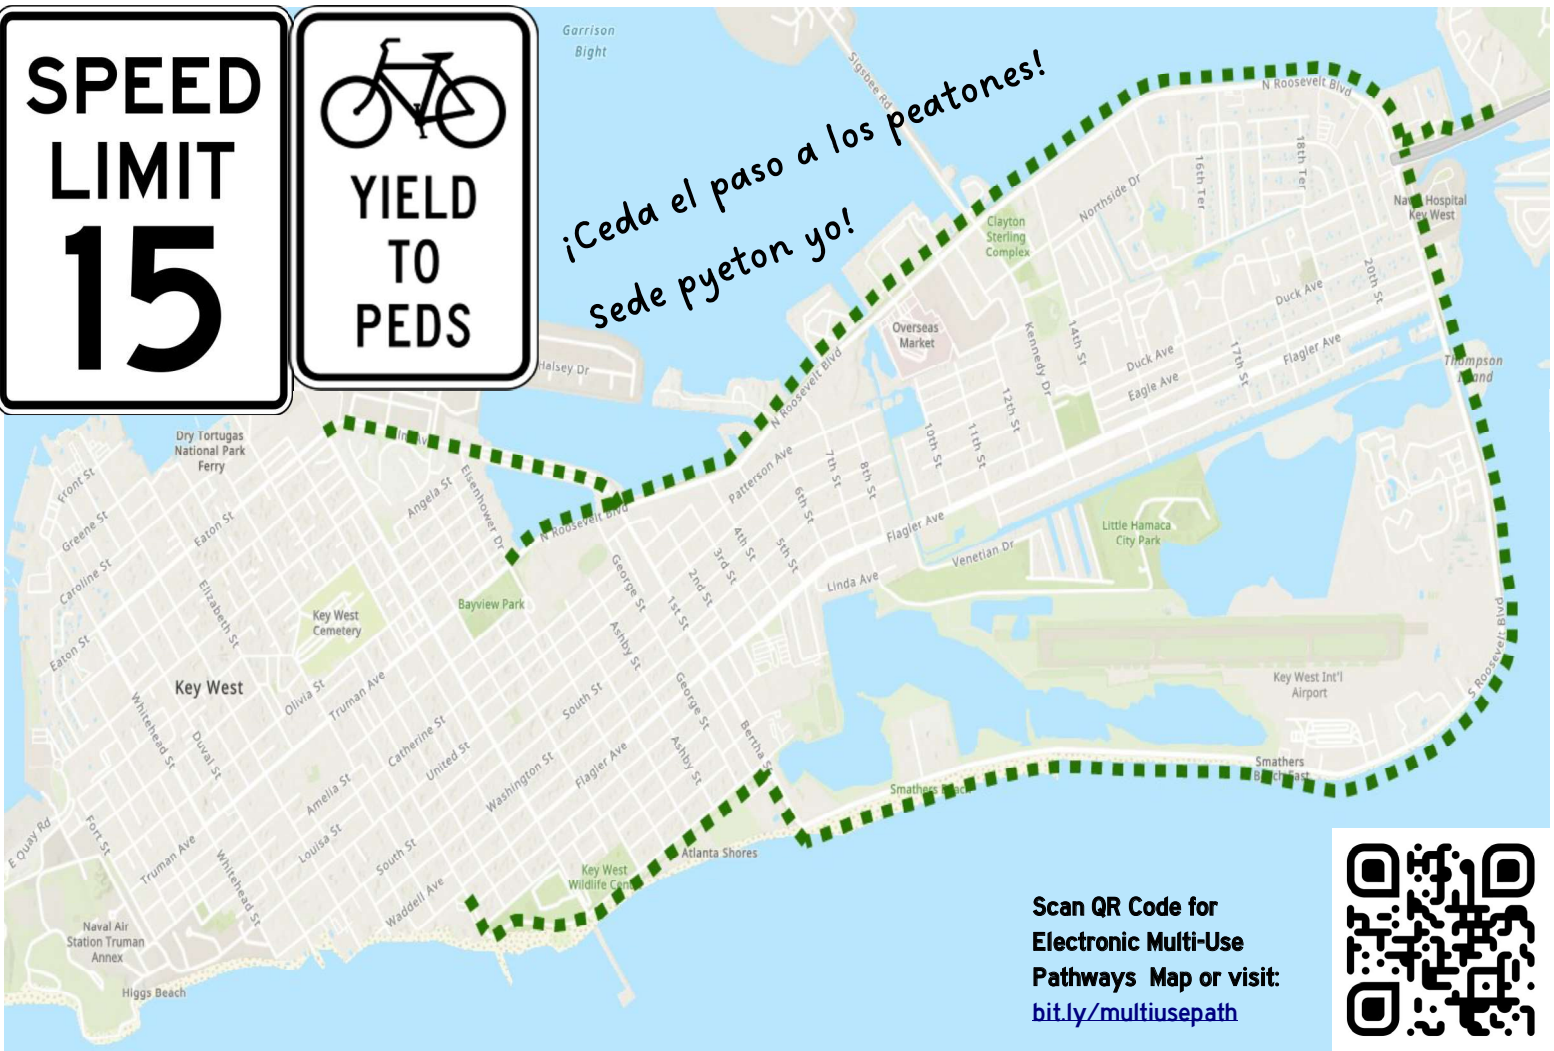 SPEED
LIMIT
15
YIELD
TO
PEDS
¡Ceda el paso a los peatones!
Sede pyeton yo!
Garrison
Bight
Sigsbee Rd
N Roosevelt Blvd
Naval Hospital
Key West
Clayton
Sterling
Complex
Northside Dr
16th Ter
18th Ter
20th St
Duck Ave
Overseas
Market
Kennedy Dr
14th St
Duck Ave
Eagle Ave
17th St
Flagler Ave
Thompson
Island
Halsey Dr
N Roosevelt Blvd
12th St
11th St
10th St
Dry Tortugas
National Park
Ferry
Front St
Greene St
Caroline St
Eaton St
Eaton St
Angela St
Eisenhower Dr
N Roosevelt Blvd
Patterson Ave
7th St
8th St
6th St
5th St
4th St
3rd St
2nd St
1st St
Flagler Ave
Venetian Dr
Linda Ave
Little Hamaca
City Park
Bayview Park
Key West
Cemetery
Elizabeth St
George St
Ashby St
Key West
Olivia St
Truman Ave
Whitehead St
Duval St
Catherine St
United St
South St
Washington St
Flagler Ave
George St
Ashby St
Bertha St
Key West Int'l
Airport
S Roosevelt Blvd
Smathers
Beach East
Smathers Beach
Amelia St
Louisa St
South St
Fort St
E Quay Rd
Truman Ave
Whitehead St
Waddell Ave
Atlanta Shores
Key West
Wildlife Cent
Naval Air
Station Truman
Annex
Higgs Beach
Scan QR Code for
Electronic Multi-Use
Pathways Map or visit:
bit.ly/multiusepath